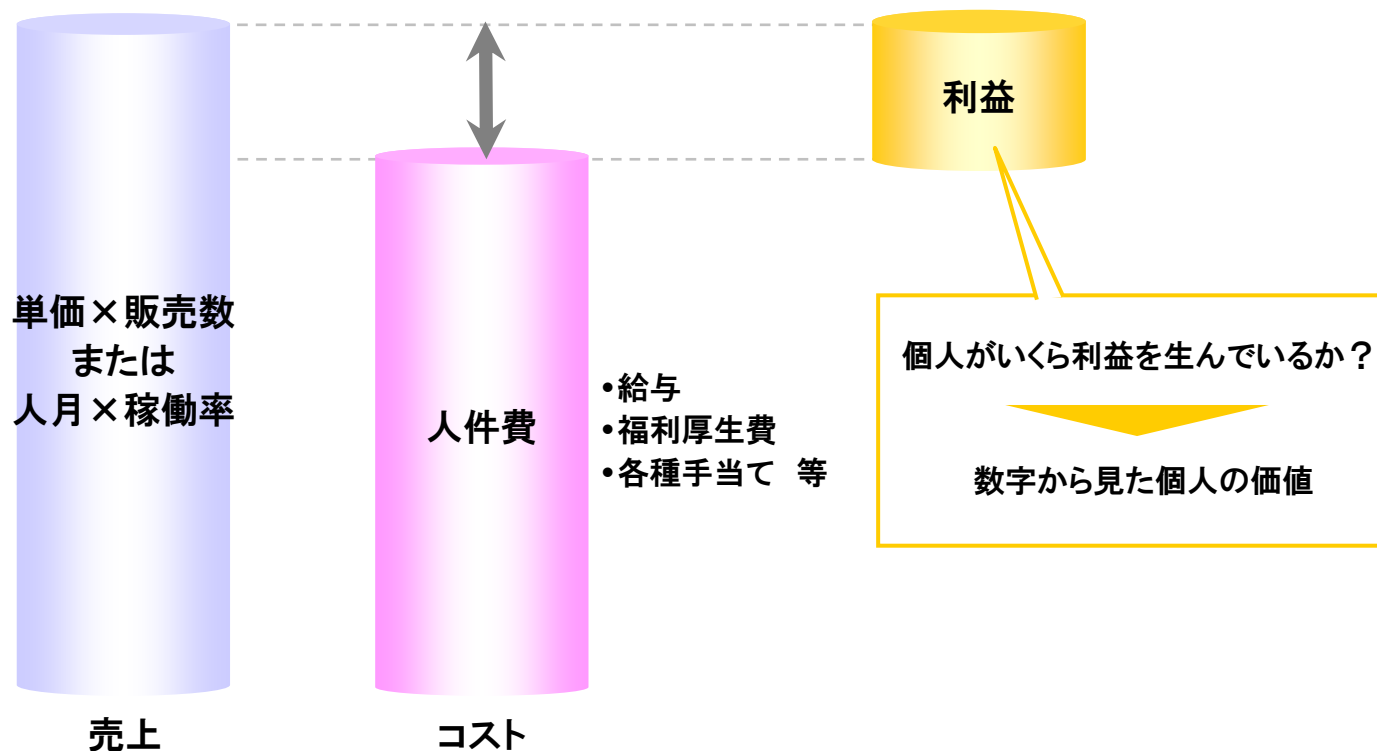 利益
単価×販売数
または
人月×稼働率
人件費
•給与
•福利厚生費
•各種手当て　等
個人がいくら利益を生んでいるか？
数字から見た個人の価値
売上
コスト